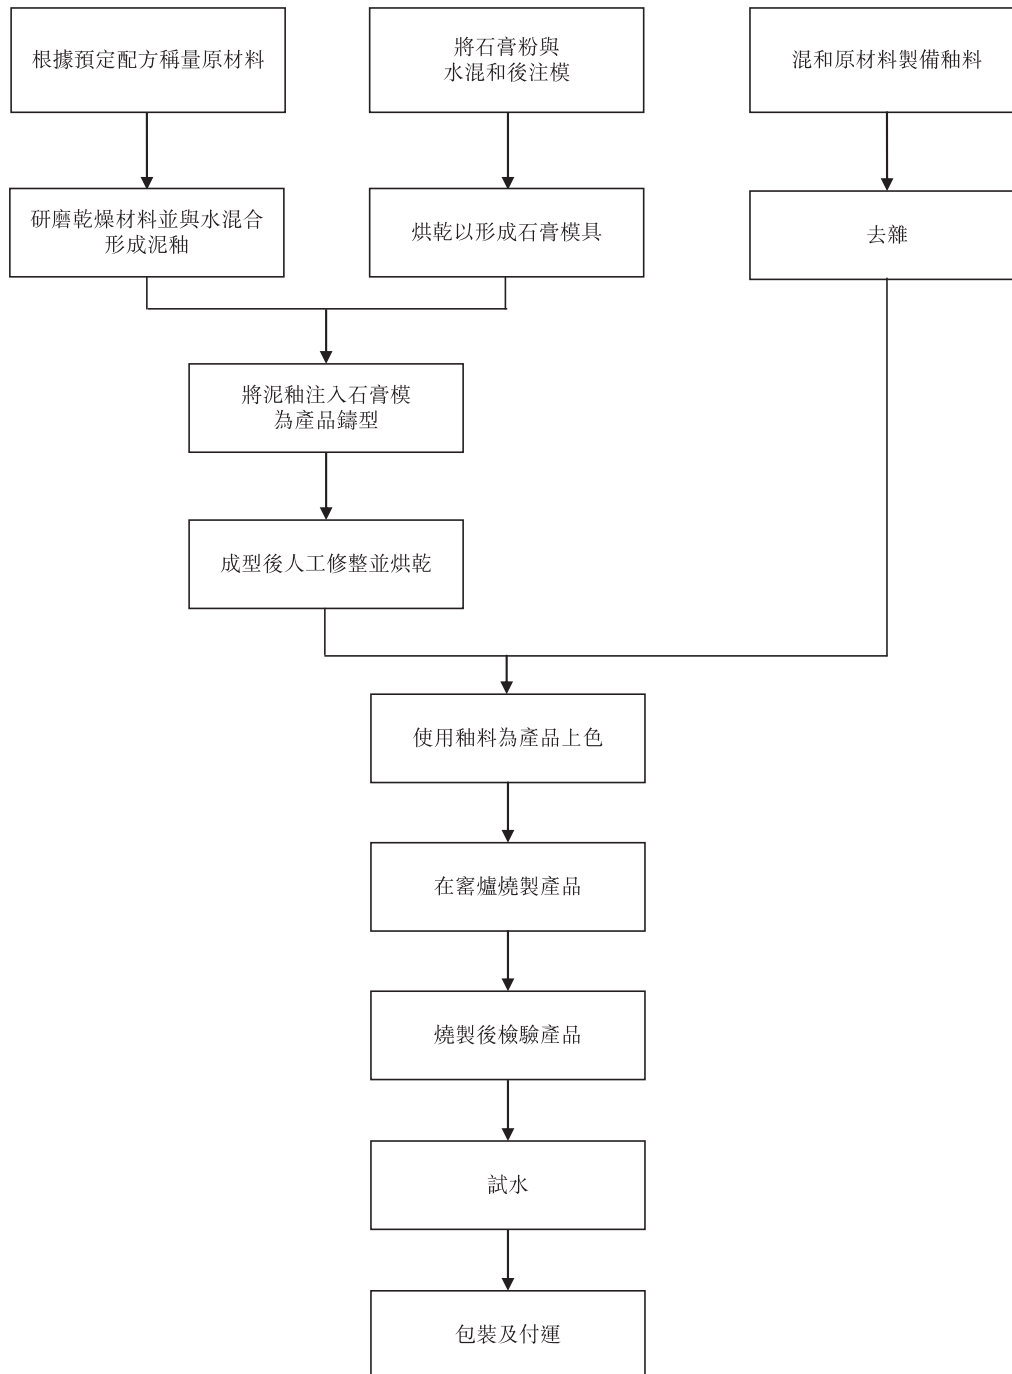 根據預定配方稱量原材料
將石膏粉與
水混和後注模
混和原材料製備釉料
研磨乾燥材料並與水混合
形成泥釉
烘乾以形成石膏模具
去雜
將泥釉注入石膏模
為產品鑄型
成型後人工修整並烘乾
使用釉料為產品上色
在窰爐燒製產品
燒製後檢驗產品
試水
包裝及付運